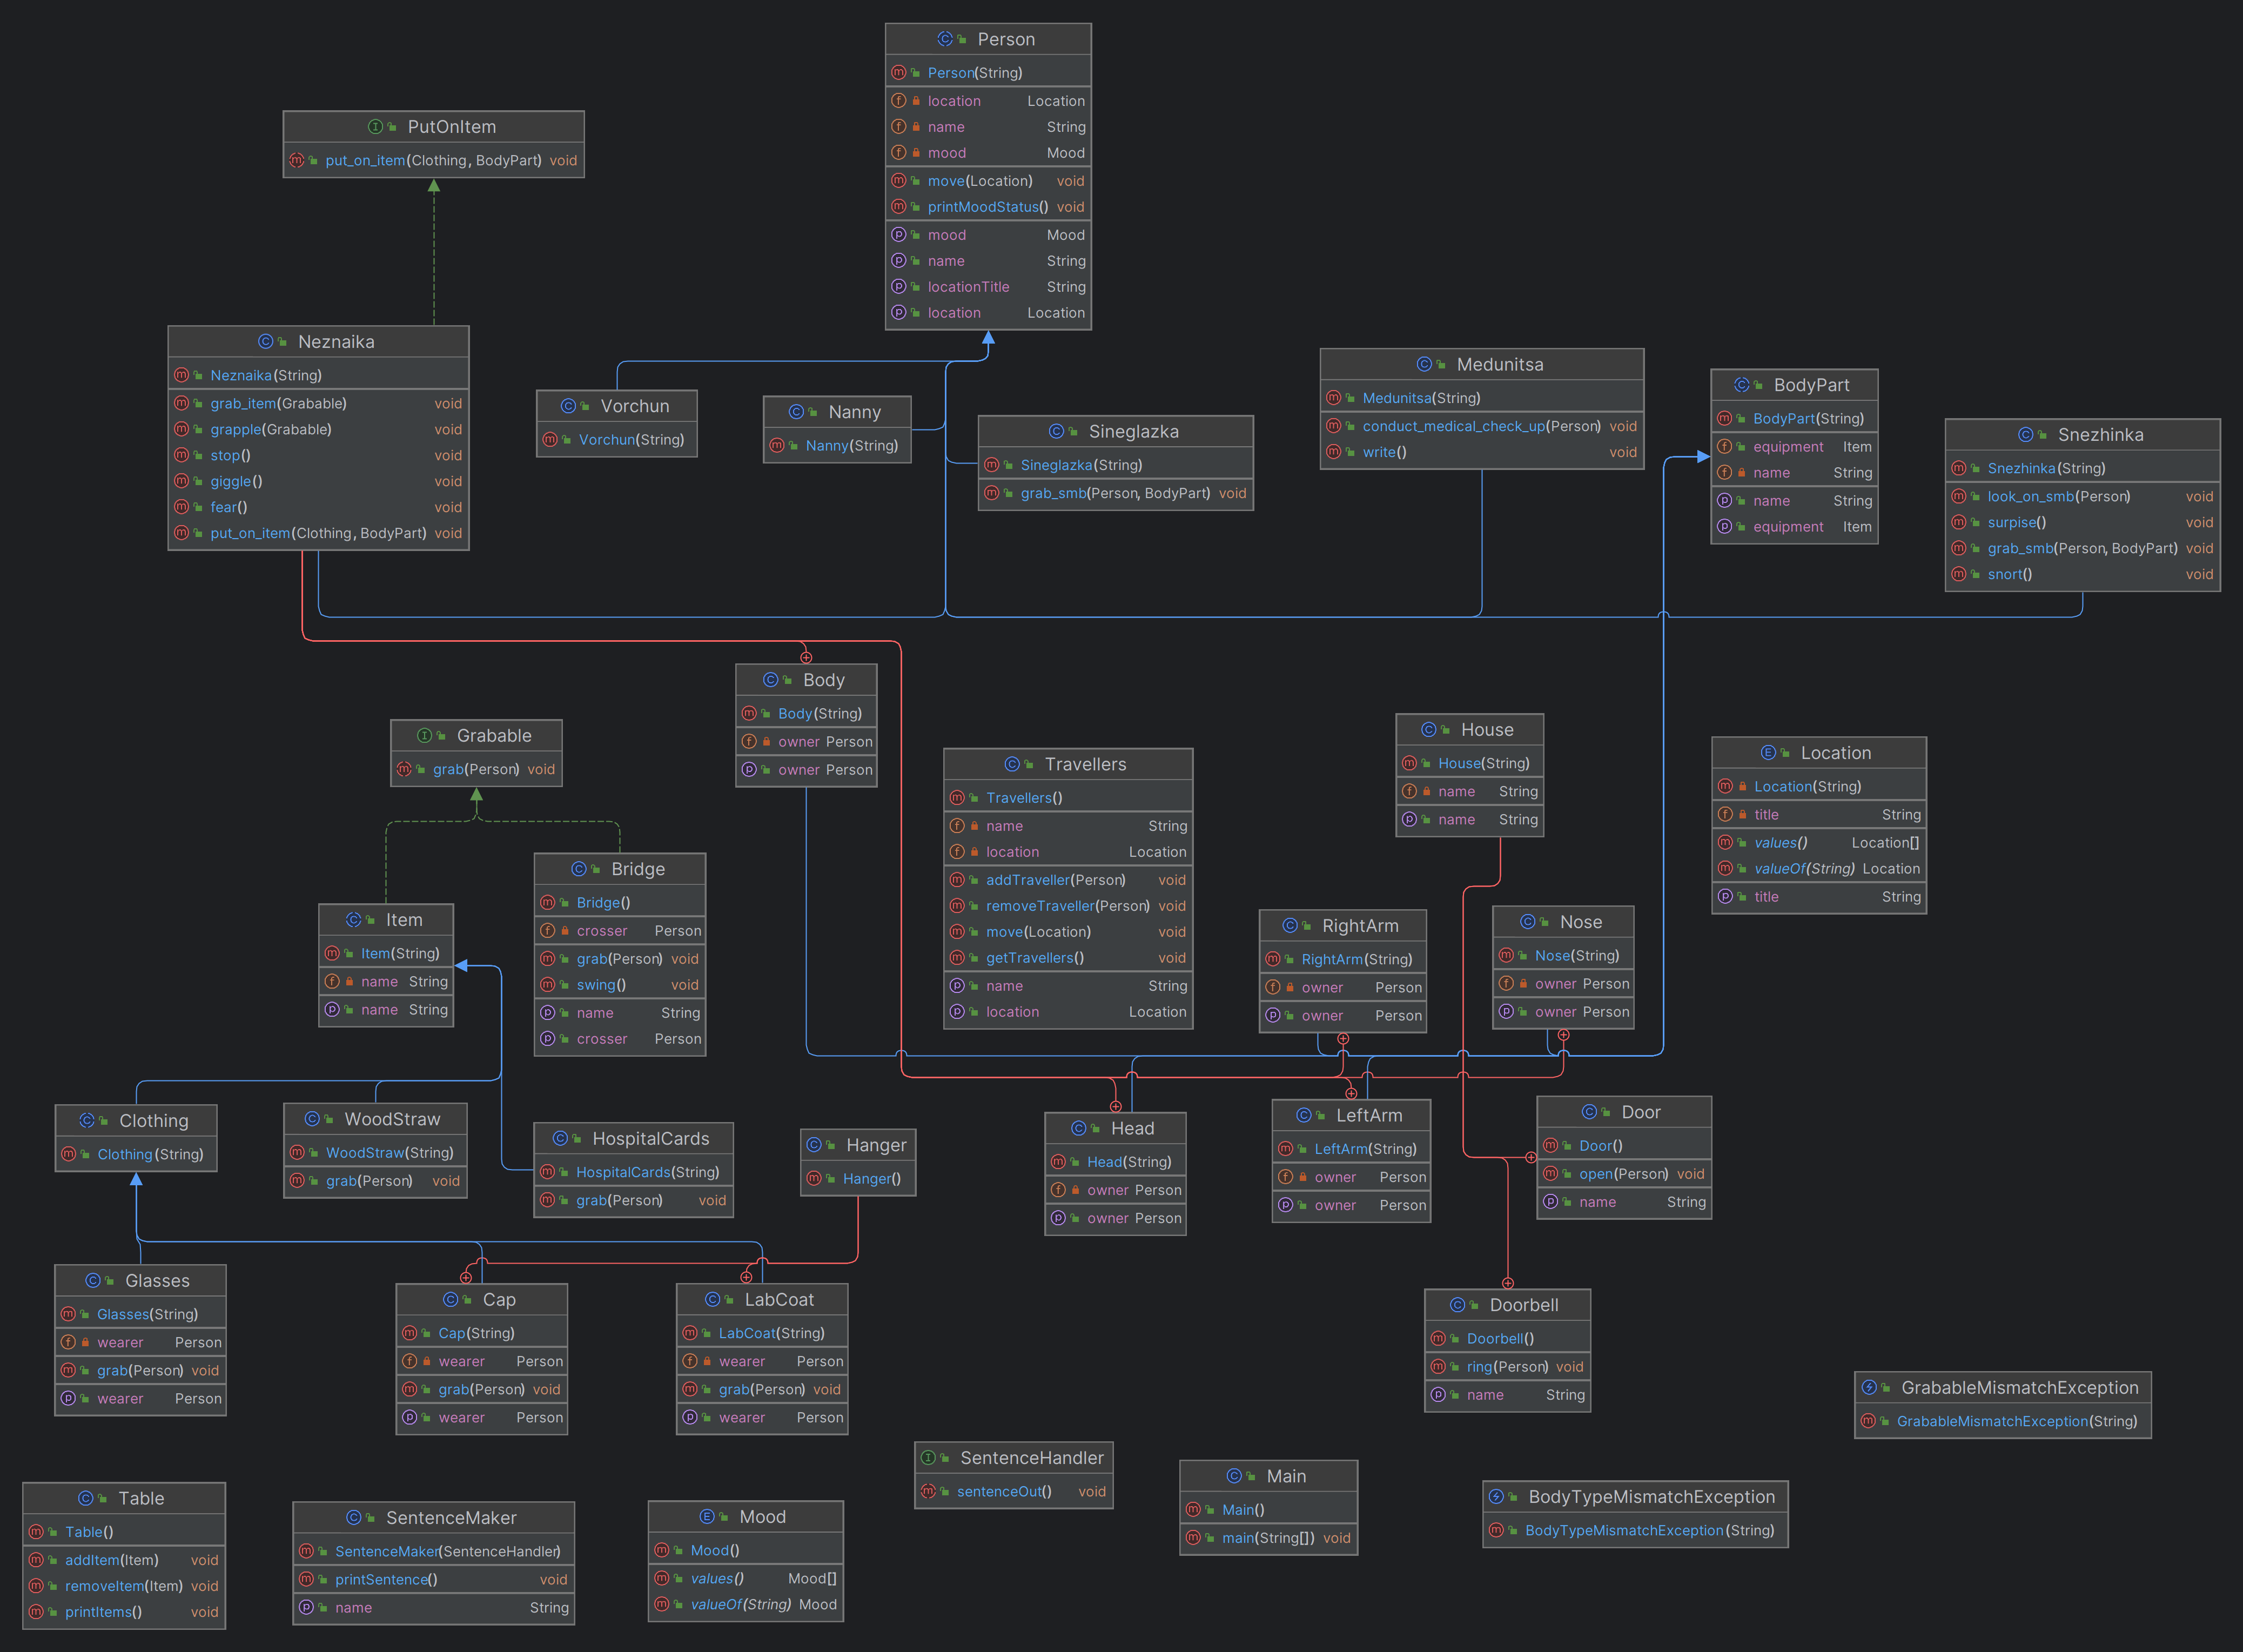 Person
Person(String)
location Location
name String
mood Mood
move(Location) void
printMoodStatus() void
mood Mood
name String
locationTitle String
location Location
PutOnItem
put_on_item(Clothing, BodyPart) void
Neznaika
Neznaika(String)
grab_item(Grabable) void
grapple(Grabable) void
stop() void
giggle() void
fear() void
put_on_item(Clothing, BodyPart) void
Vorchun
Vorchun(String)
Nanny
Nanny(String)
Sineglazka
Sineglazka(String)
grab_smb(Person, BodyPart) void
Medunitsa
Medunitsa(String)
conduct_medical_check_up(Person) void
write() void
BodyPart
BodyPart(String)
equipment Item
name String
name String
equipment Item
Snezhinka
Snezhinka(String)
look_on_smb(Person) void
surpise() void
grab_smb(Person, BodyPart) void
snort() void
Body
Body(String)
owner Person
owner Person
Grabable
grab(Person) void
Travellers
Travellers()
name String
location Location
addTraveller(Person) void
removeTraveller(Person) void
move(Location) void
getTravellers() void
name String
location Location
House
House(String)
name String
name String
Location
Location(String)
title String
values() Location[]
valueOf(String) Location
title String
Bridge
Bridge()
crosser Person
grab(Person) void
swing() void
name String
crosser Person
Item
Item(String)
name String
name String
RightArm
RightArm(String)
owner Person
owner Person
Nose
Nose(String)
owner Person
owner Person
Clothing
Clothing(String)
WoodStraw
WoodStraw(String)
grab(Person) void
HospitalCards
HospitalCards(String)
grab(Person) void
Hanger
Hanger()
Head
Head(String)
owner Person
owner Person
LeftArm
LeftArm(String)
owner Person
owner Person
Door
Door()
open(Person) void
name String
Glasses
Glasses(String)
wearer Person
grab(Person) void
wearer Person
Cap
Cap(String)
wearer Person
grab(Person) void
wearer Person
LabCoat
LabCoat(String)
wearer Person
grab(Person) void
wearer Person
Doorbell
Doorbell()
ring(Person) void
name String
GrabableMismatchException
GrabableMismatchException(String)
SentenceHandler
sentenceOut() void
Main
Main()
main(String[]) void
BodyTypeMismatchException
BodyTypeMismatchException(String)
Table
Table()
addItem(Item) void
removeItem(Item) void
printItems() void
SentenceMaker
SentenceMaker(SentenceHandler)
printSentence() void
name String
Mood
Mood()
values() Mood[]
valueOf(String) Mood